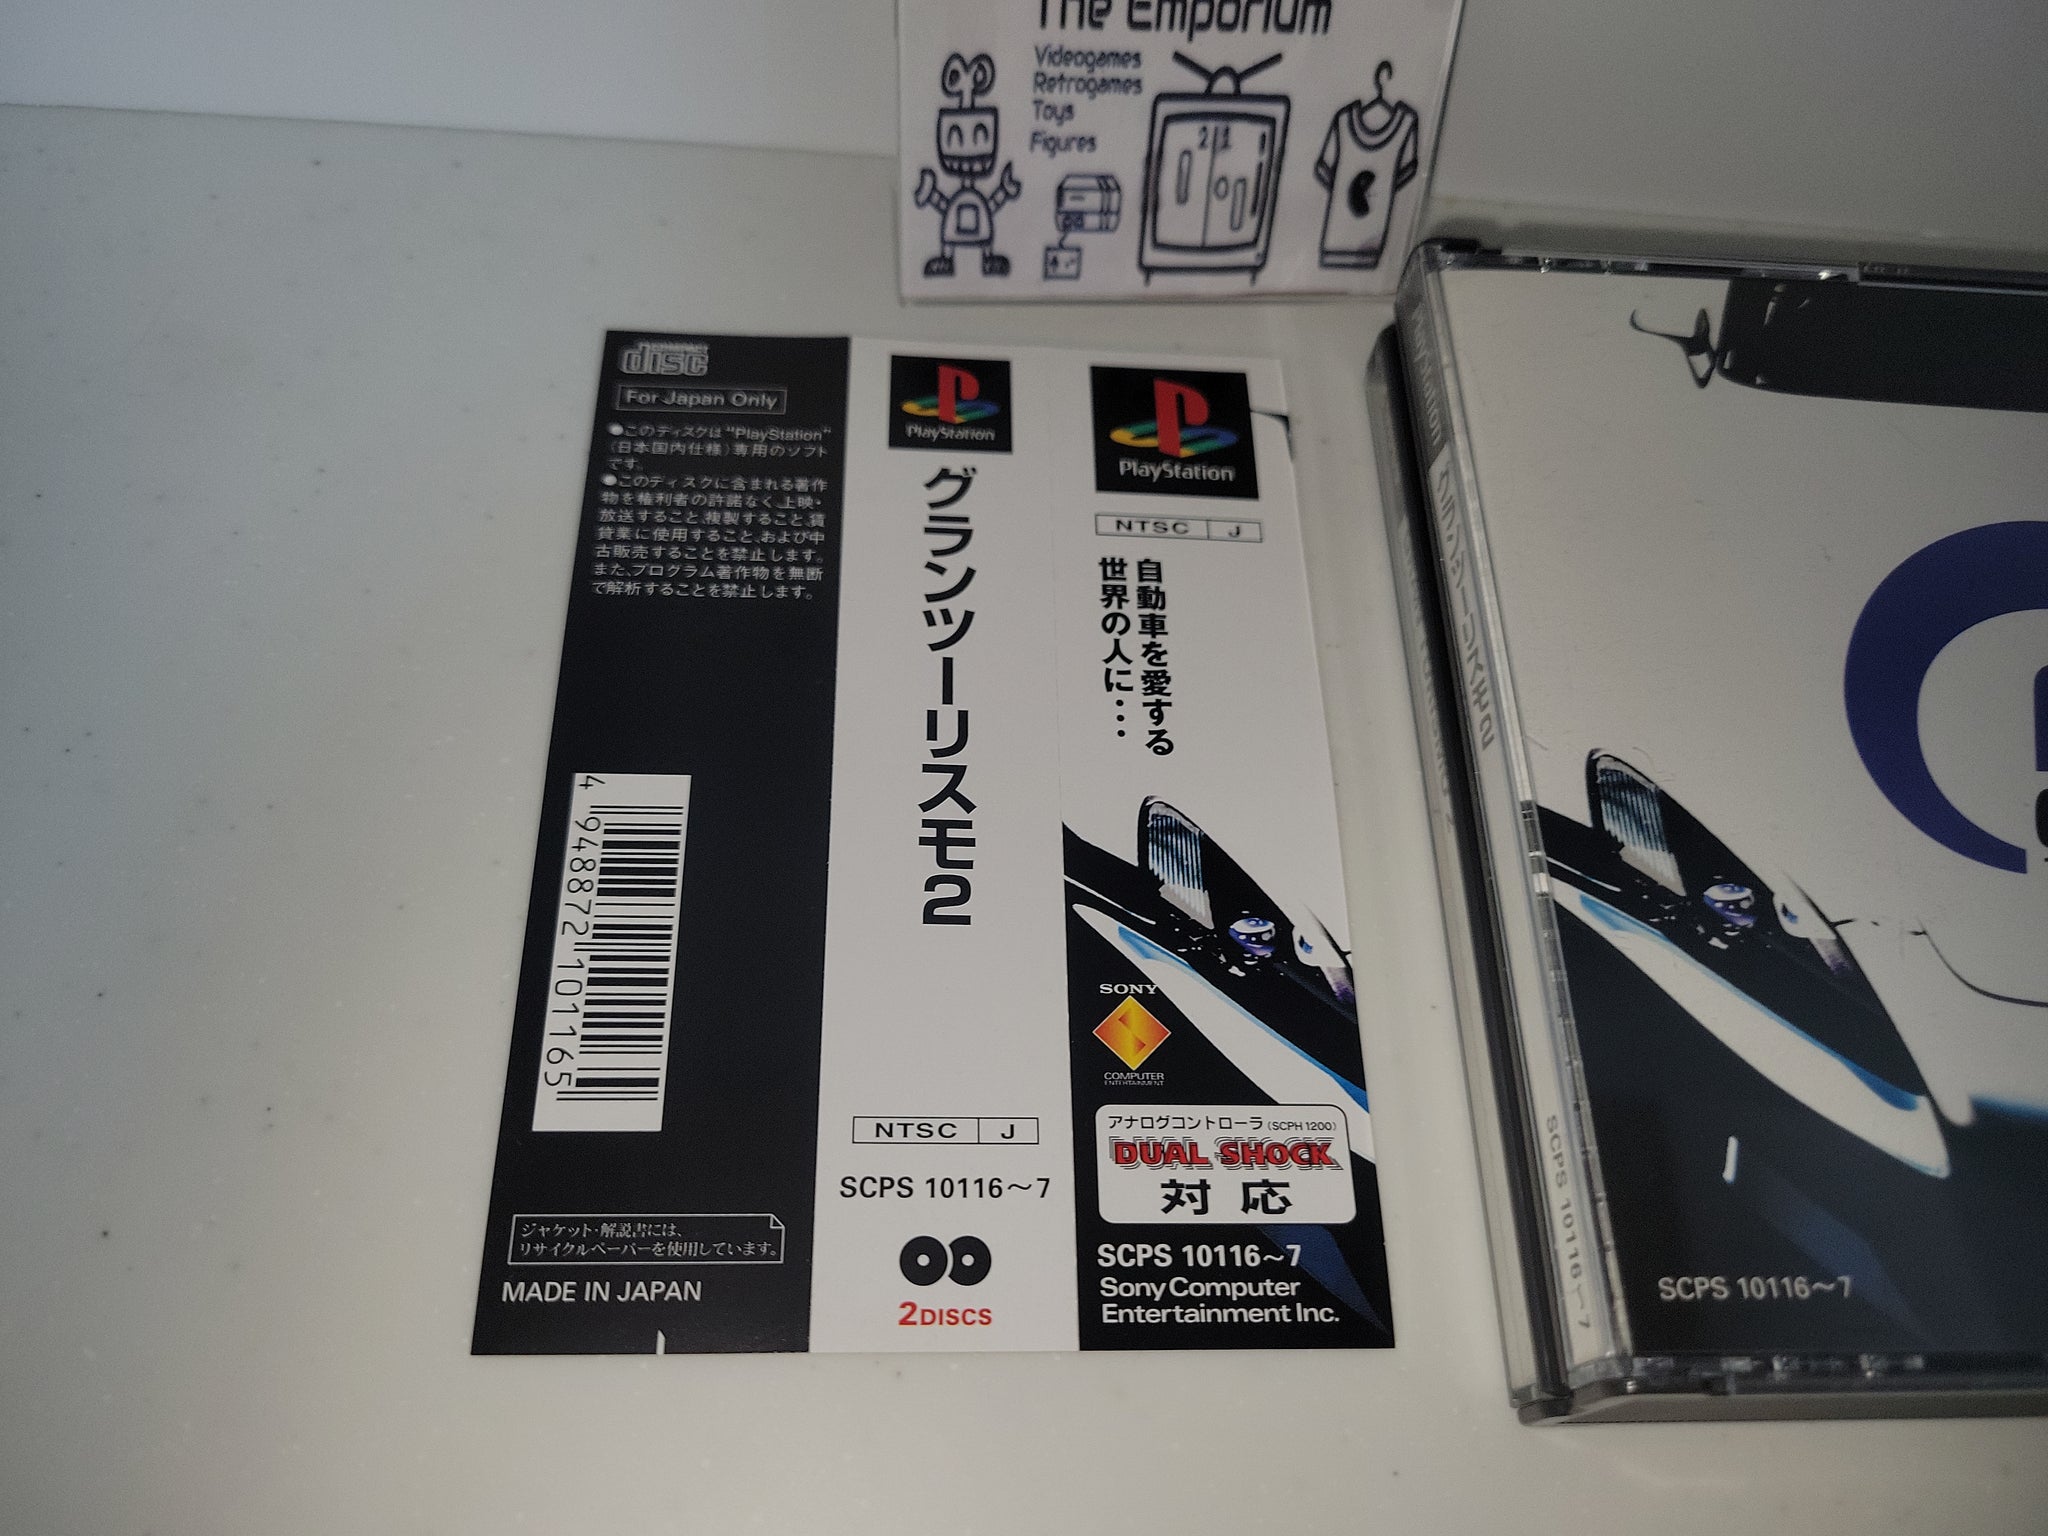 The Emporium
Videogames
Retrogames
Toys
Figures
COMPACT
disc
For Japan Only
●このディスクは"PlayStation"
(日本国内仕様)専用のソフト
です。
●このディスクに含まれる著作
物を権利者の許諾なく、上映・
放送すること、複製すること、賃
貸業に使用すること、および中
古販売することを禁止します。
また、プログラム著作物を無断
で解析することを禁止します。
4 948872 101165
ジャケット・解説書には、
リサイクルペーパーを使用しています。
MADE IN JAPAN
PlayStation
グランツーリスモ2
NTSC J
SCPS 10116〜7
2DISCS
PlayStation
NTSC J
自動車を愛する
世界の人に…
SONY
COMPUTER
ENTERTAINMENT
アナログコントローラ(SCPH 1200)
DUAL SHOCK
対応
SCPS 10116〜7
Sony Computer
Entertainment Inc.
PlayStation
グランツーリスモ2
SCPS 10116〜7
SCPS 10116〜7